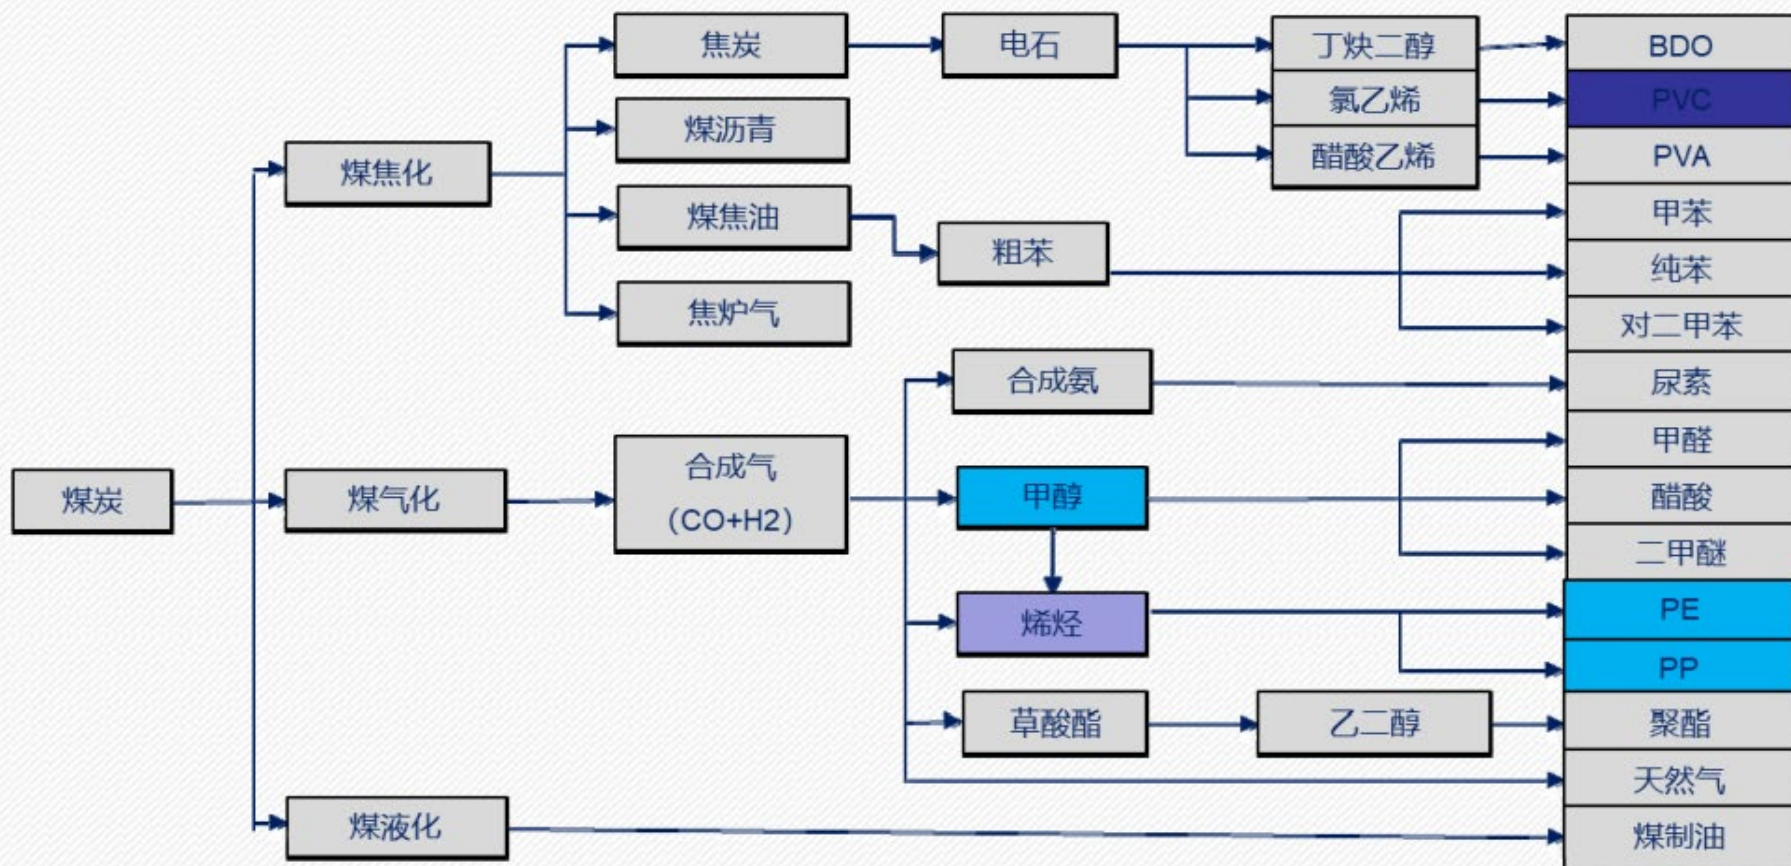 焦炭
电石
丁炔二醇
BDO
氯乙烯
PVC
煤沥青
醋酸乙烯
PVA
煤焦化
煤焦油
甲苯
粗苯
纯苯
焦炉气
对二甲苯
合成氨
尿素
甲醛
煤炭
煤气化
合成气
（CO+H2）
甲醇
醋酸
二甲醚
烯烃
PE
PP
草酸酯
乙二醇
聚酯
天然气
煤液化
煤制油